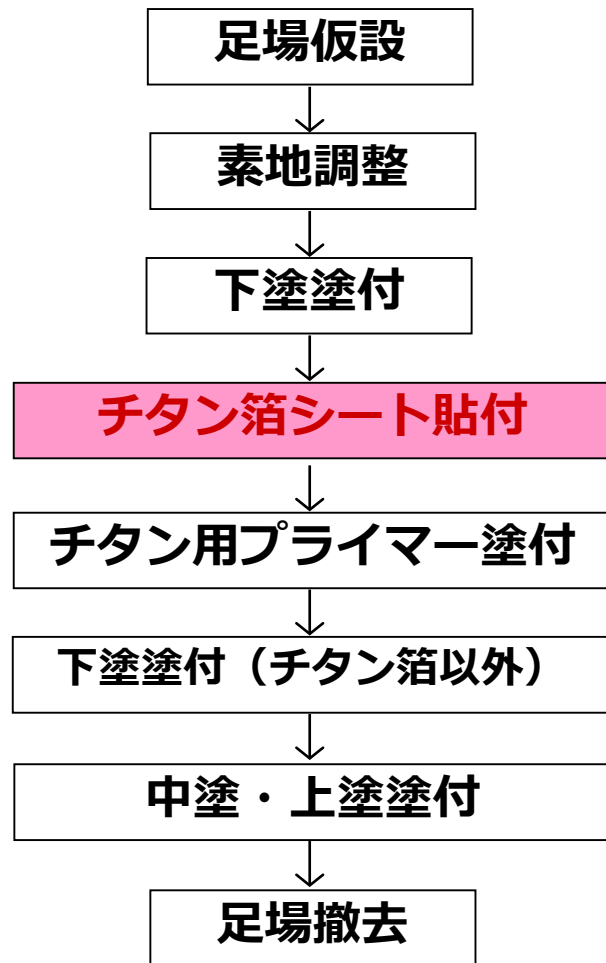 足場仮設
素地調整
下塗塗付
チタン箔シート貼付
チタン用プライマー塗付
下塗塗付（チタン箔以外）
中塗・上塗塗付
足場撤去